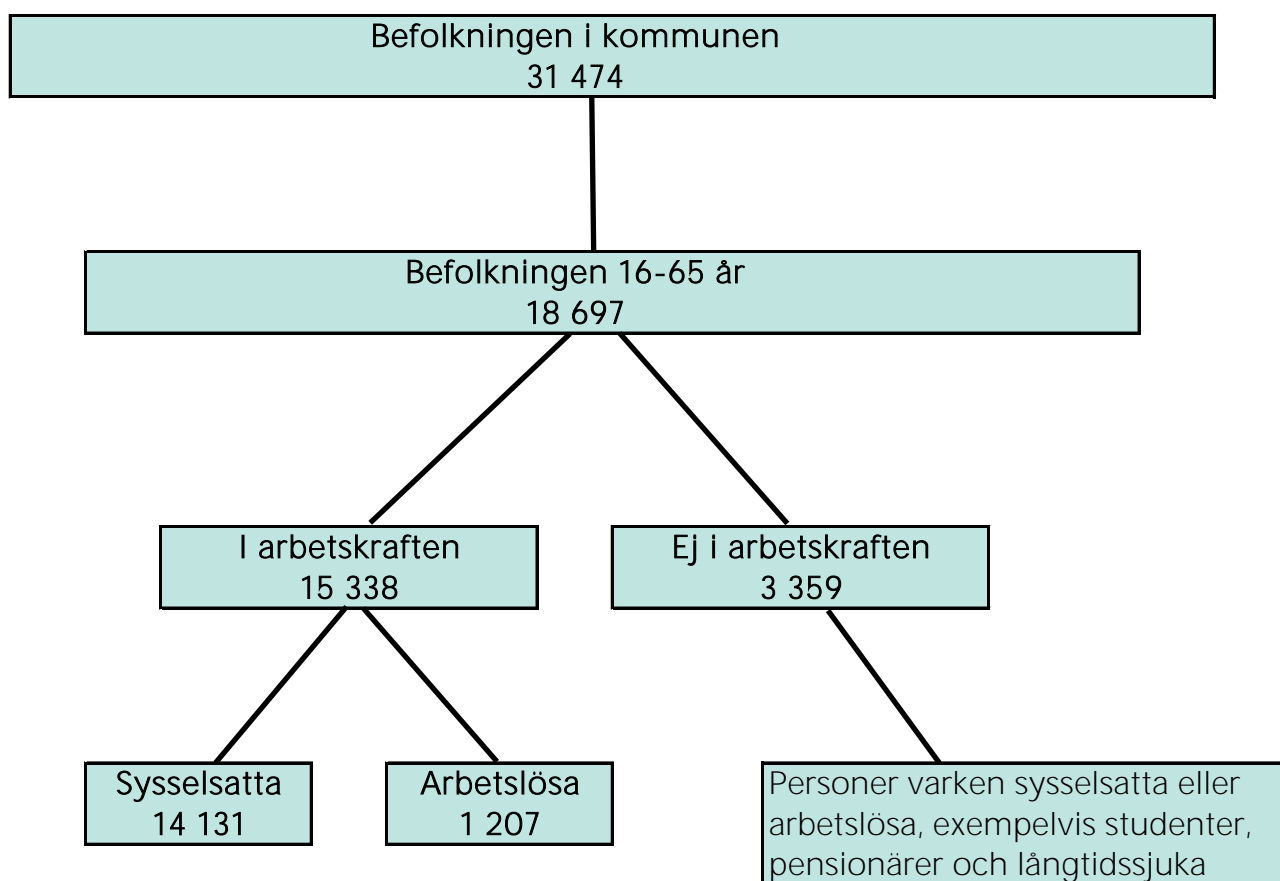 Befolkningen i kommunen
31 474
Befolkningen 16-65 år
18 697
I arbetskraften
15 338
Ej i arbetskraften
3 359
Sysselsatta
14 131
Arbetslösa
1 207
Personer varken sysselsatta eller
arbetslösa, exempelvis studenter,
pensionärer och långtidssjuka